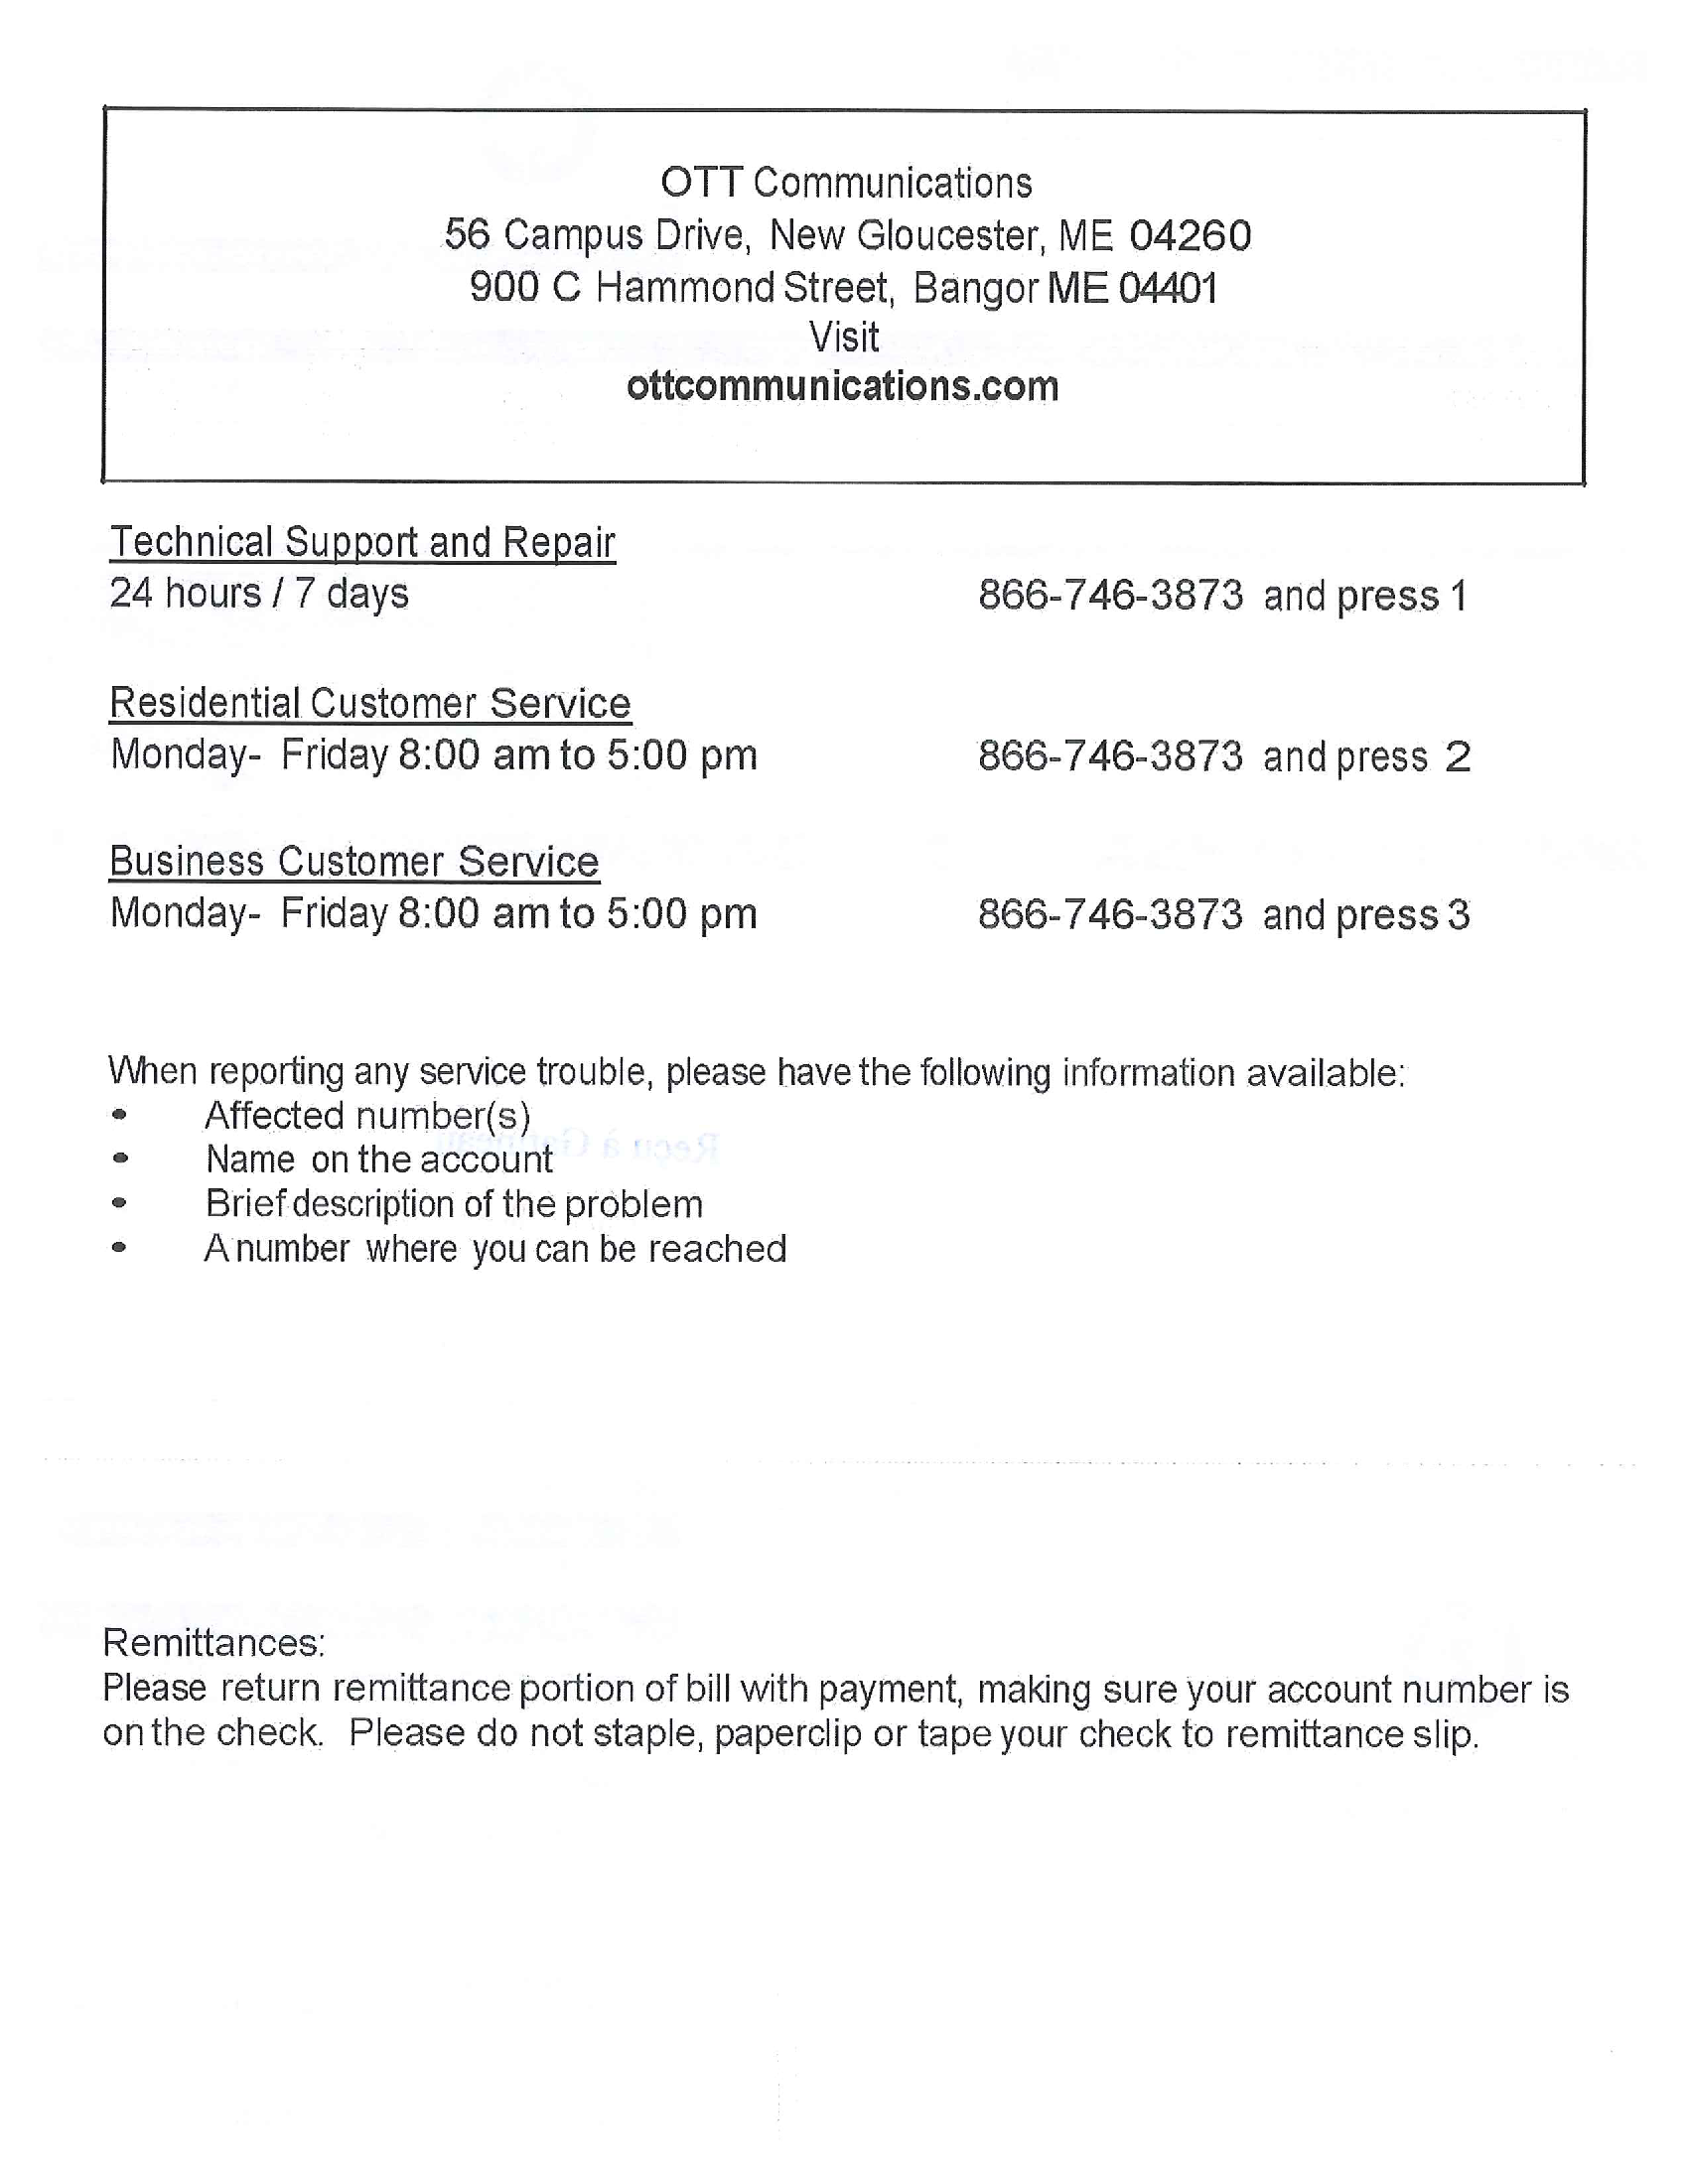 OTT Communications
56 Campus Drive, New Gloucester, ME 04260
900 C Hammond Street, Bangor ME 04401
Visit
ottcommunications.com
Technical Support and Repair
24 hours / 7 days 866-746-3873 and press 1
Residential Customer Service
Monday- Friday 8:00 am to 5:00 pm 866-746-3873 and press 2
Business Customer Service
Monday- Friday 8:00 am to 5:00 pm 866-746-3873 and press 3
When reporting any service trouble, please have the following information available:
• Affected number(s)
• Name on the account
• Brief description of the problem
• A number where you can be reached
Remittances:
Please return remittance portion of bill with payment, making sure your account number is
on the check. Please do not staple, paperclip or tape your check to remittance slip.